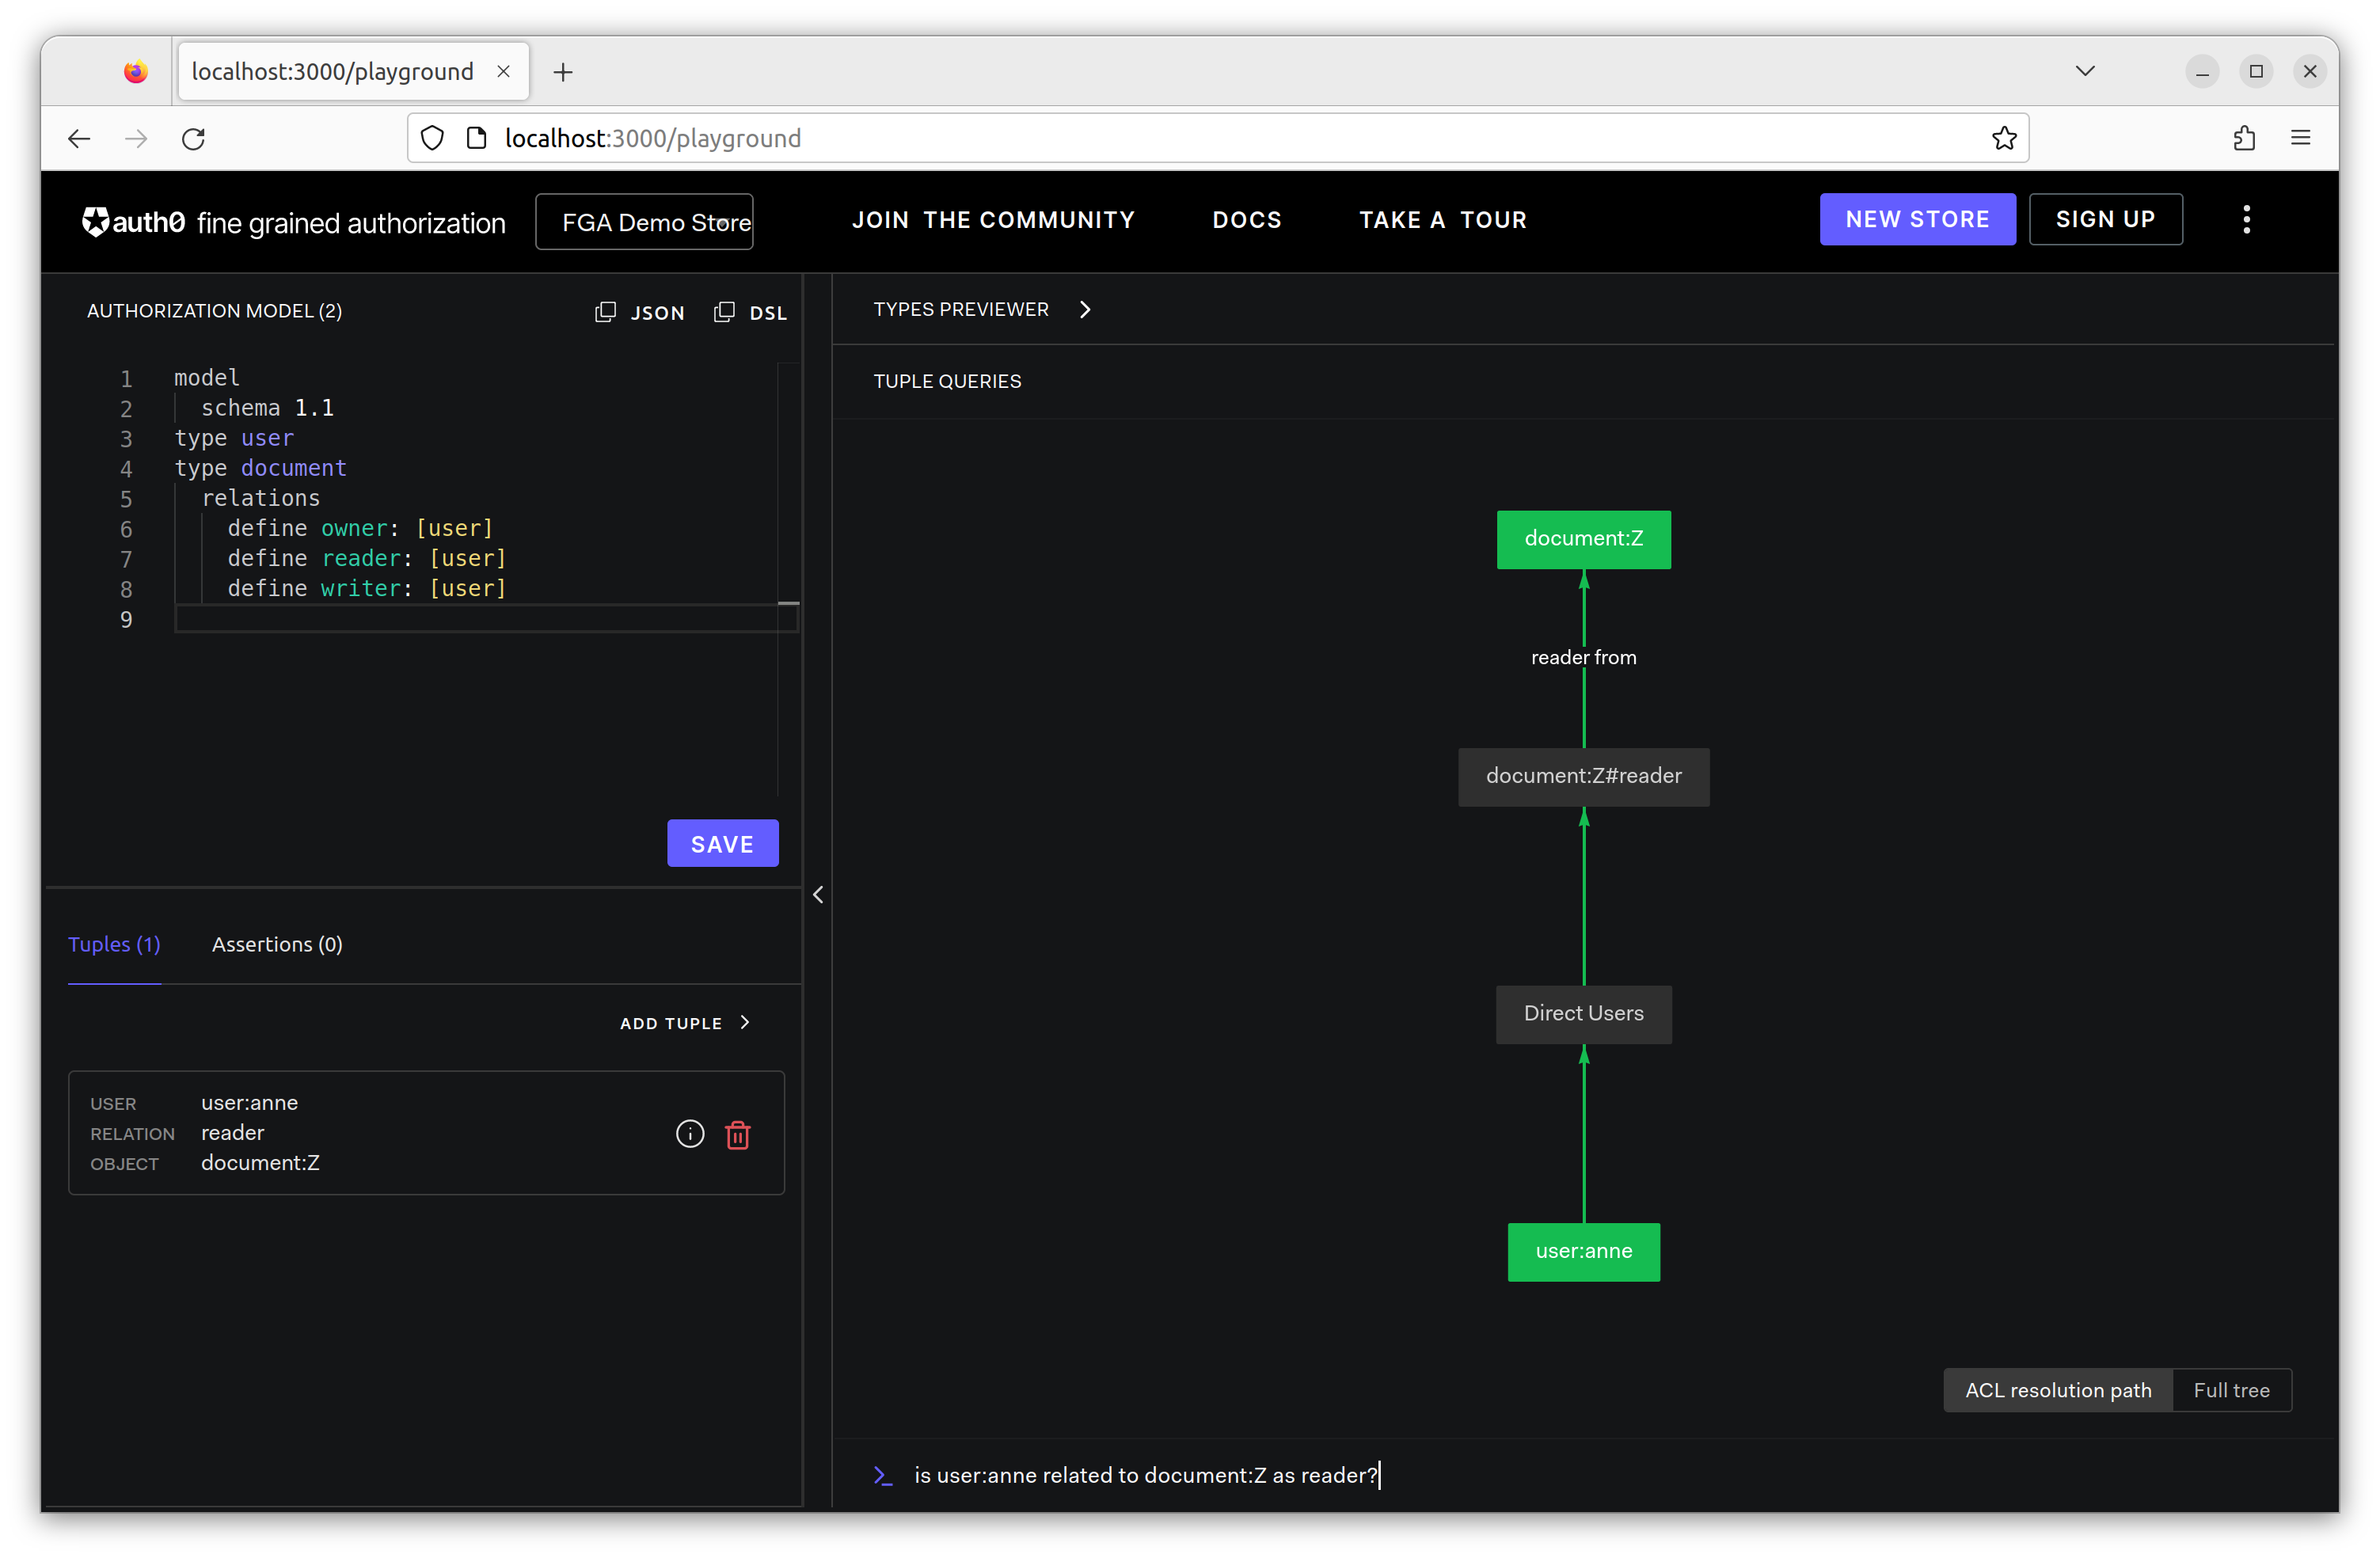 localhost:3000/playground
localhost:3000/playground
auth0 fine grained authorization
FGA Demo Store
JOIN THE COMMUNITY
DOCS
TAKE A TOUR
NEW STORE
SIGN UP
AUTHORIZATION MODEL (2)
JSON
DSL
1 model
2 schema 1.1
3 type user
4 type document
5 relations
6 define owner: [user]
7 define reader: [user]
8 define writer: [user]
9
SAVE
Tuples (1)
Assertions (0)
ADD TUPLE
USER user:anne
RELATION reader
OBJECT document:Z
TYPES PREVIEWER
TUPLE QUERIES
document:Z
reader from
document:Z#reader
Direct Users
user:anne
ACL resolution path
Full tree
is user:anne related to document:Z as reader?